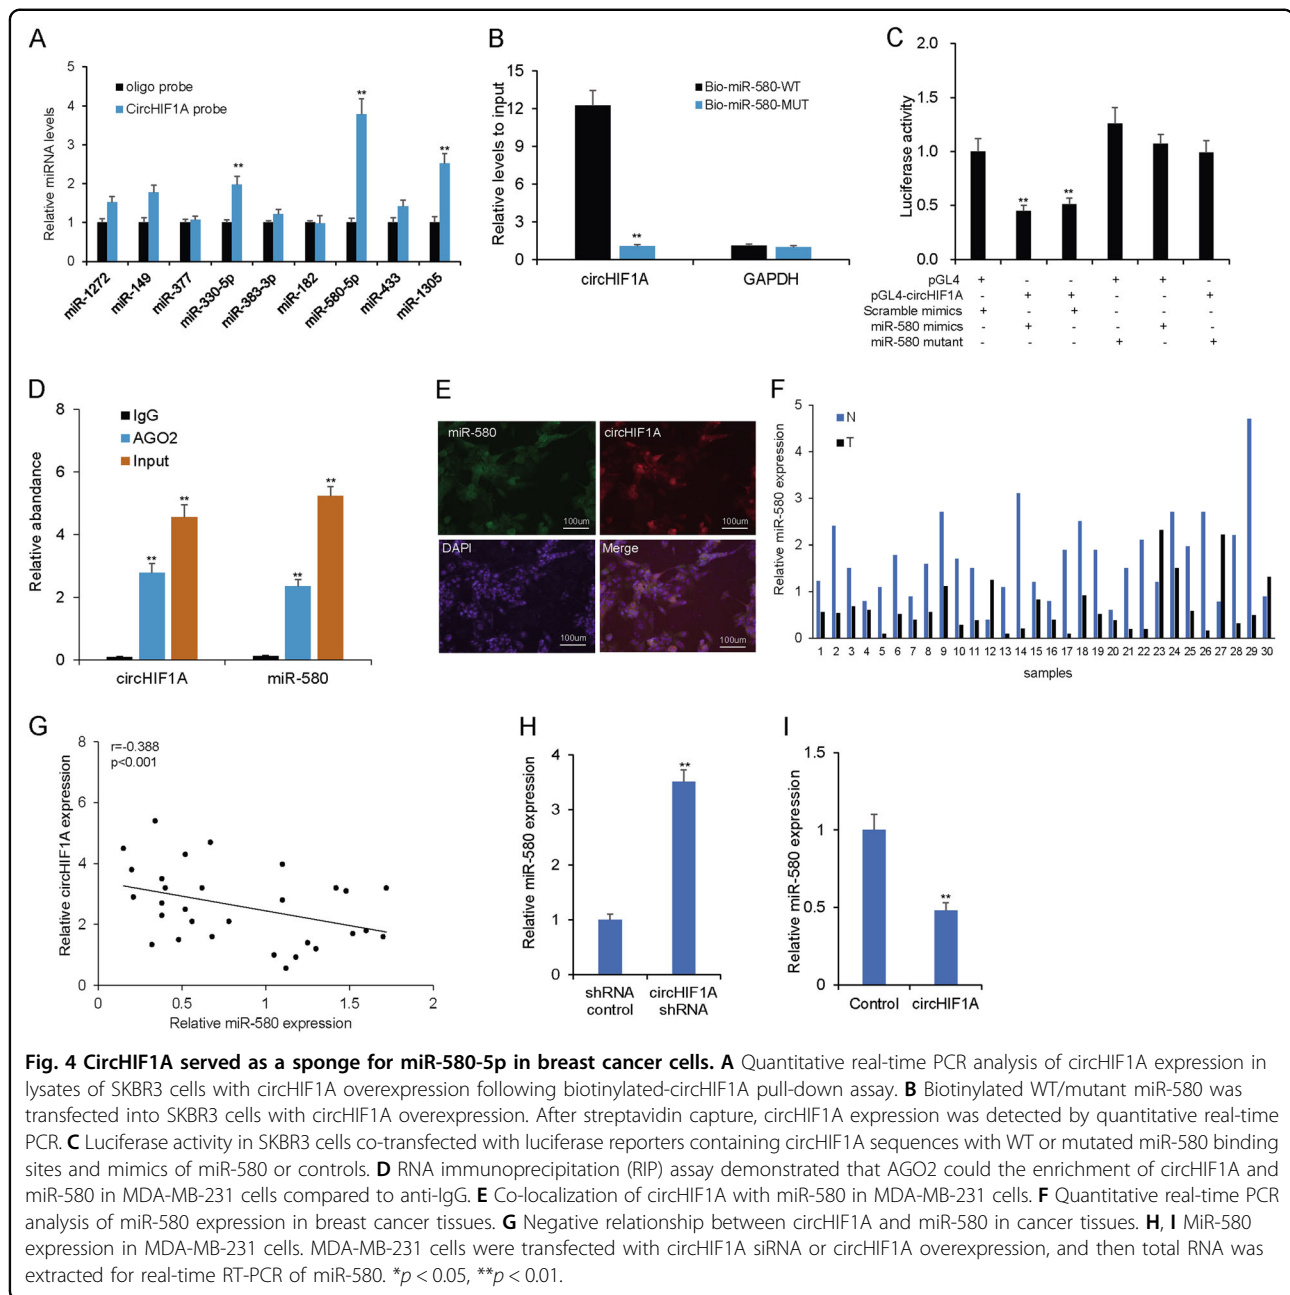 A
Relative miRNA levels
5
4
3
2
1
0
oligo probe
CircHIF1A probe
**
**
**
miR-1272
miR-149
miR-377
miR-330-5p
miR-383-3p
miR-182
miR-580-5p
miR-433
miR-1305
B
Relative levels to input
15
12
9
6
3
0
Bio-miR-580-WT
Bio-miR-580-MUT
**
circHIF1A
GAPDH
C
Luciferase activity
2.0
1.5
1.0
0.5
0.0
**
**
pGL4 + - - + + -
pGL4-circHIF1A - + + - - +
Scramble mimics + - + - - -
miR-580 mimics - + - - + -
miR-580 mutant - - - + - +
D
Relative abundance
8
6
4
2
0
IgG
AGO2
Input
**
**
**
**
circHIF1A
miR-580
E
miR-580
100um
circHIF1A
100um
DAPI
100um
Merge
100um
F
Relative miR-580 expression
5
4
3
2
1
0
N
T
1 2 3 4 5 6 7 8 9 10 11 12 13 14 15 16 17 18 19 20 21 22 23 24 25 26 27 28 29 30
samples
G
Relative circHIF1A expression
8
6
4
2
0
r=-0.388
p<0.001
0 0.5 1 1.5 2
Relative miR-580 expression
H
Relative miR-580 expression
4
3
2
1
0
**
shRNA
control
circHIF1A
shRNA
I
Relative miR-580 expression
1.5
1
0.5
0
**
Control
circHIF1A
Fig. 4 CircHIF1A served as a sponge for miR-580-5p in breast cancer cells. A Quantitative real-time PCR analysis of circHIF1A expression in
lysates of SKBR3 cells with circHIF1A overexpression following biotinylated-circHIF1A pull-down assay. B Biotinylated WT/mutant miR-580 was
transfected into SKBR3 cells with circHIF1A overexpression. After streptavidin capture, circHIF1A expression was detected by quantitative real-time
PCR. C Luciferase activity in SKBR3 cells co-transfected with luciferase reporters containing circHIF1A sequences with WT or mutated miR-580 binding
sites and mimics of miR-580 or controls. D RNA immunoprecipitation (RIP) assay demonstrated that AGO2 could the enrichment of circHIF1A and
miR-580 in MDA-MB-231 cells compared to anti-IgG. E Co-localization of circHIF1A with miR-580 in MDA-MB-231 cells. F Quantitative real-time PCR
analysis of miR-580 expression in breast cancer tissues. G Negative relationship between circHIF1A and miR-580 in cancer tissues. H, I MiR-580
expression in MDA-MB-231 cells. MDA-MB-231 cells were transfected with circHIF1A siRNA or circHIF1A overexpression, and then total RNA was
extracted for real-time RT-PCR of miR-580. *p < 0.05, **p < 0.01.